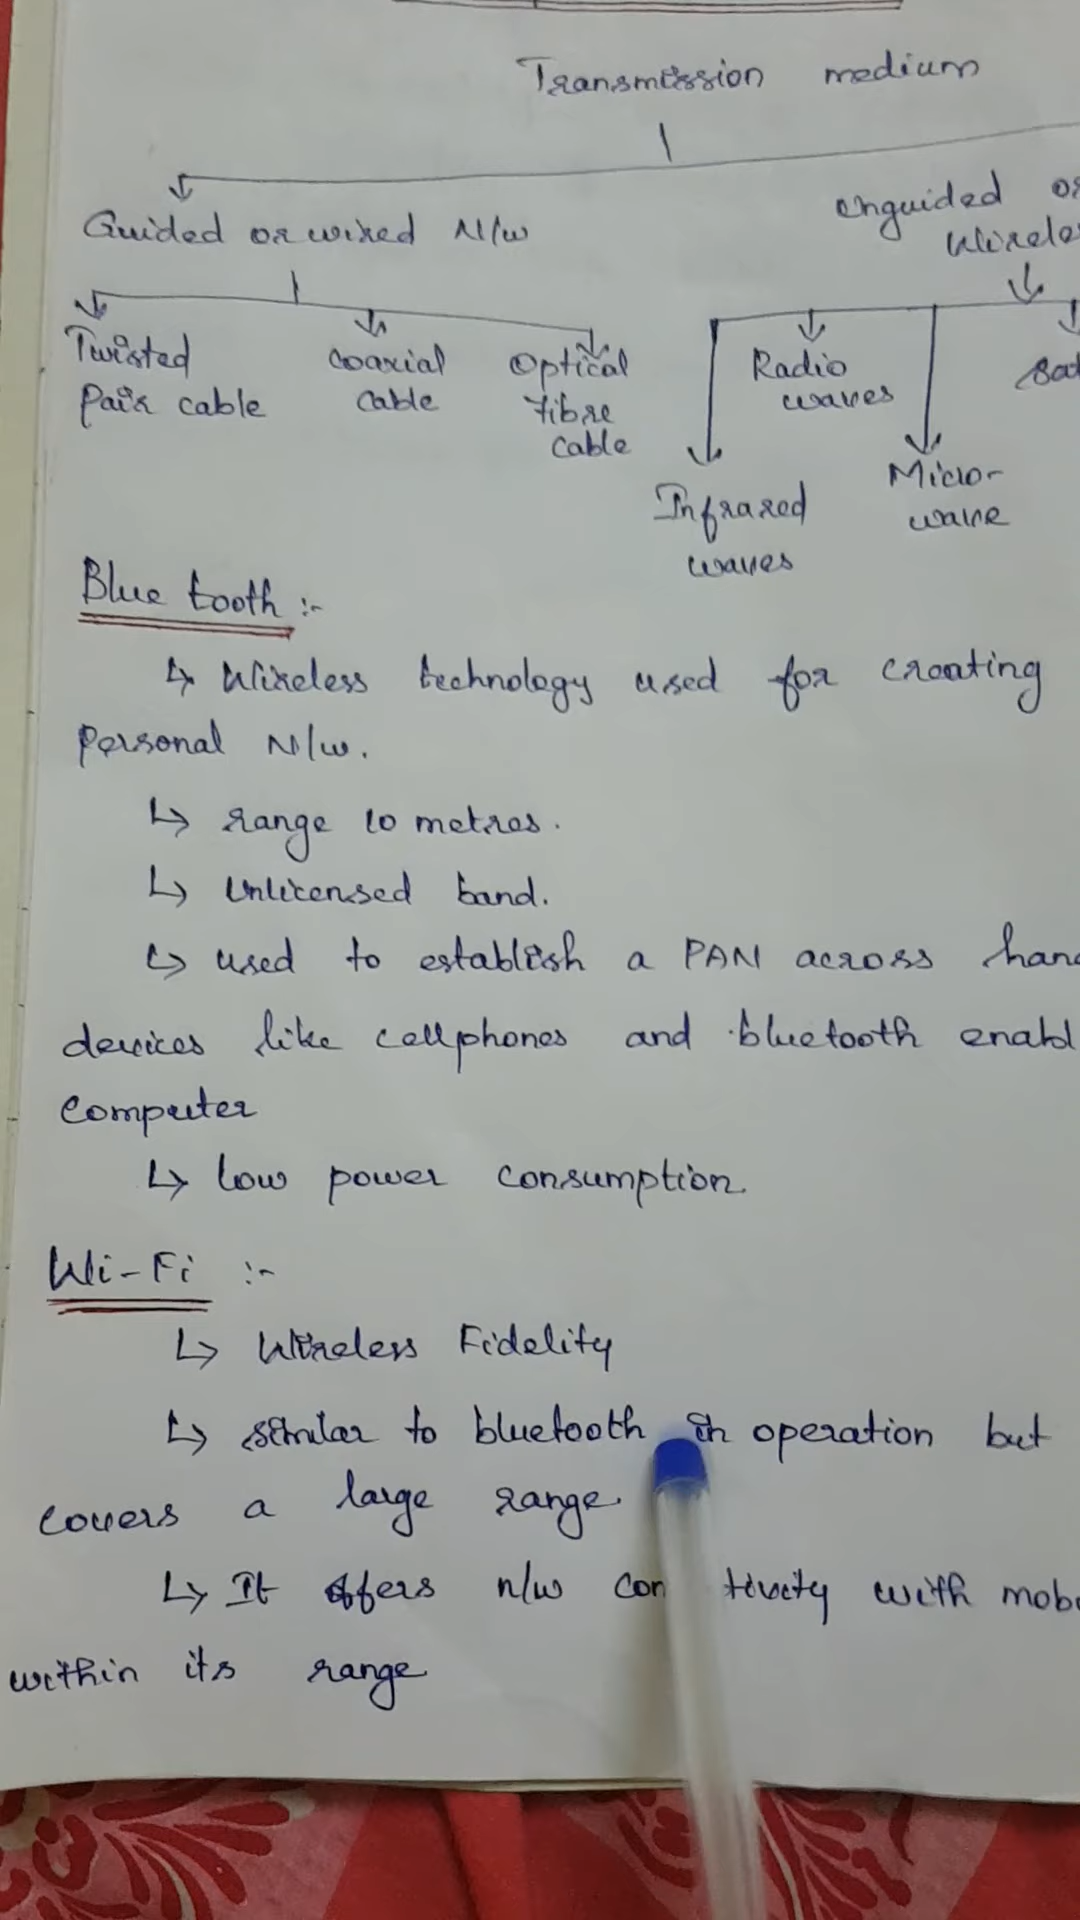 Transmission medium
Guided or wired N/w
unguided or
Twisted pair cable
coaxial cable
Optical fibre cable
Radio waves
Infrared waves
Micro-wave
Blue tooth :-
↳ Wireless technology used for creating
personal N/w.
↳ range 10 metres.
↳ Unlicensed band.
↳ used to establish a PAN across
devices like cellphones and bluetooth
computer
↳ low power consumption
Wi-Fi :-
↳ Wireless Fidelity
↳ similar to bluetooth in operation but
covers a large range
↳ It offers n/w with
within its range